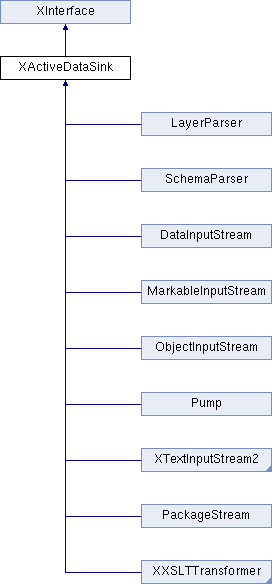 XInterface
XActiveDataSink
LayerParser
SchemaParser
DataInputStream
MarkableInputStream
ObjectInputStream
Pump
XTextInputStream2
PackageStream
XXSLTTransformer